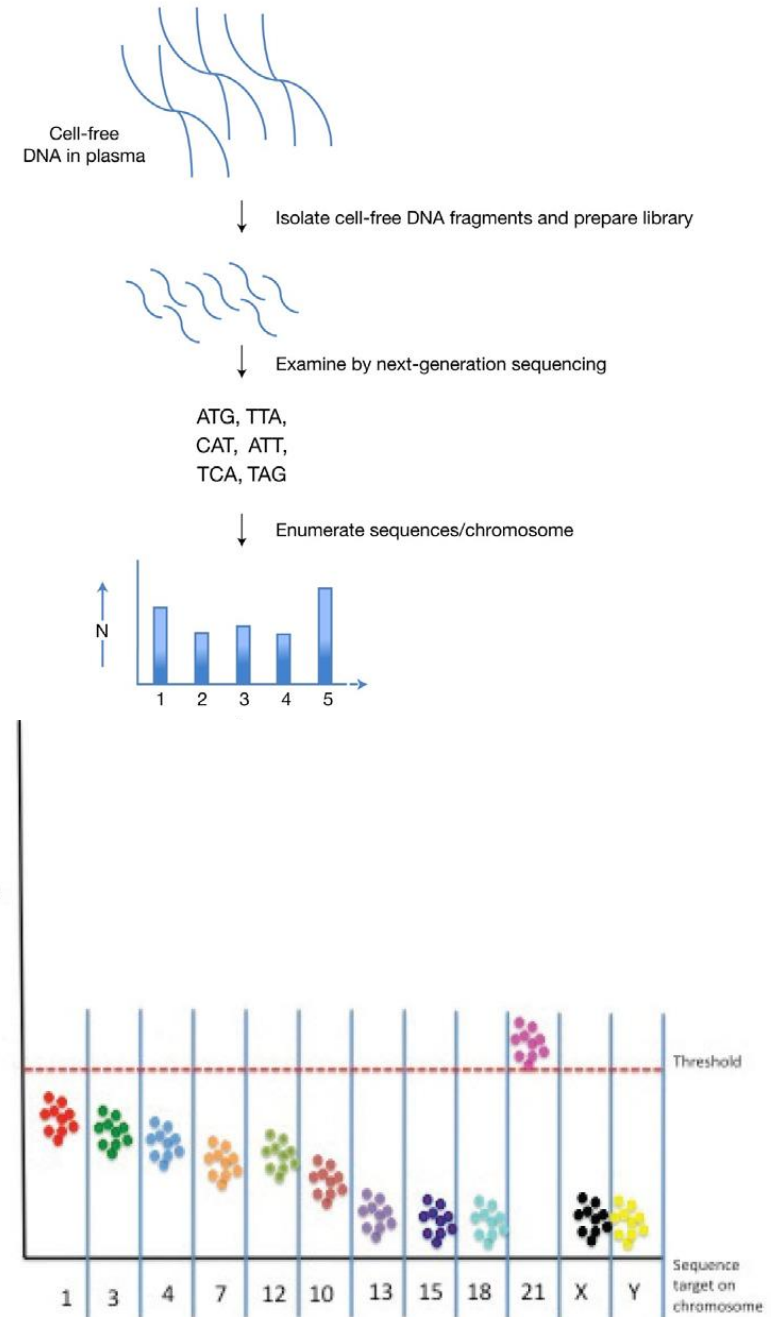 Cell-free
DNA in plasma
Isolate cell-free DNA fragments and prepare library
Examine by next-generation sequencing
ATG, TTA,
CAT, ATT,
TCA, TAG
Enumerate sequences/chromosome
N
1 2 3 4 5
Threshold
1 3 4 7 12 10 13 15 18 21 X Y
Sequence
target on
chromosome